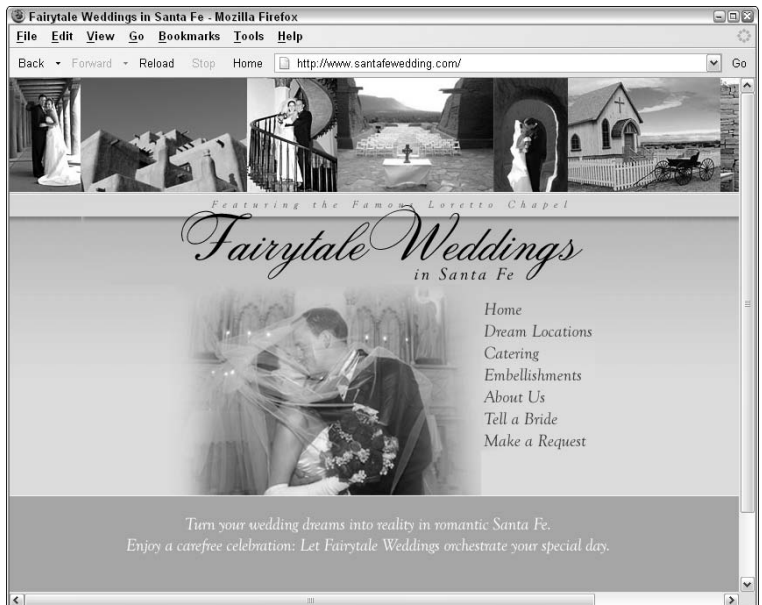 Fairytale Weddings in Santa Fe - Mozilla Firefox
File Edit View Go Bookmarks Tools Help
Back Forward Reload Stop Home http://www.santafewedding.com/ Go
Featuring the Famous Loretto Chapel
Fairytale Weddings
in Santa Fe
Home
Dream Locations
Catering
Embellishments
About Us
Tell a Bride
Make a Request
Turn your wedding dreams into reality in romantic Santa Fe.
Enjoy a carefree celebration: Let Fairytale Weddings orchestrate your special day.